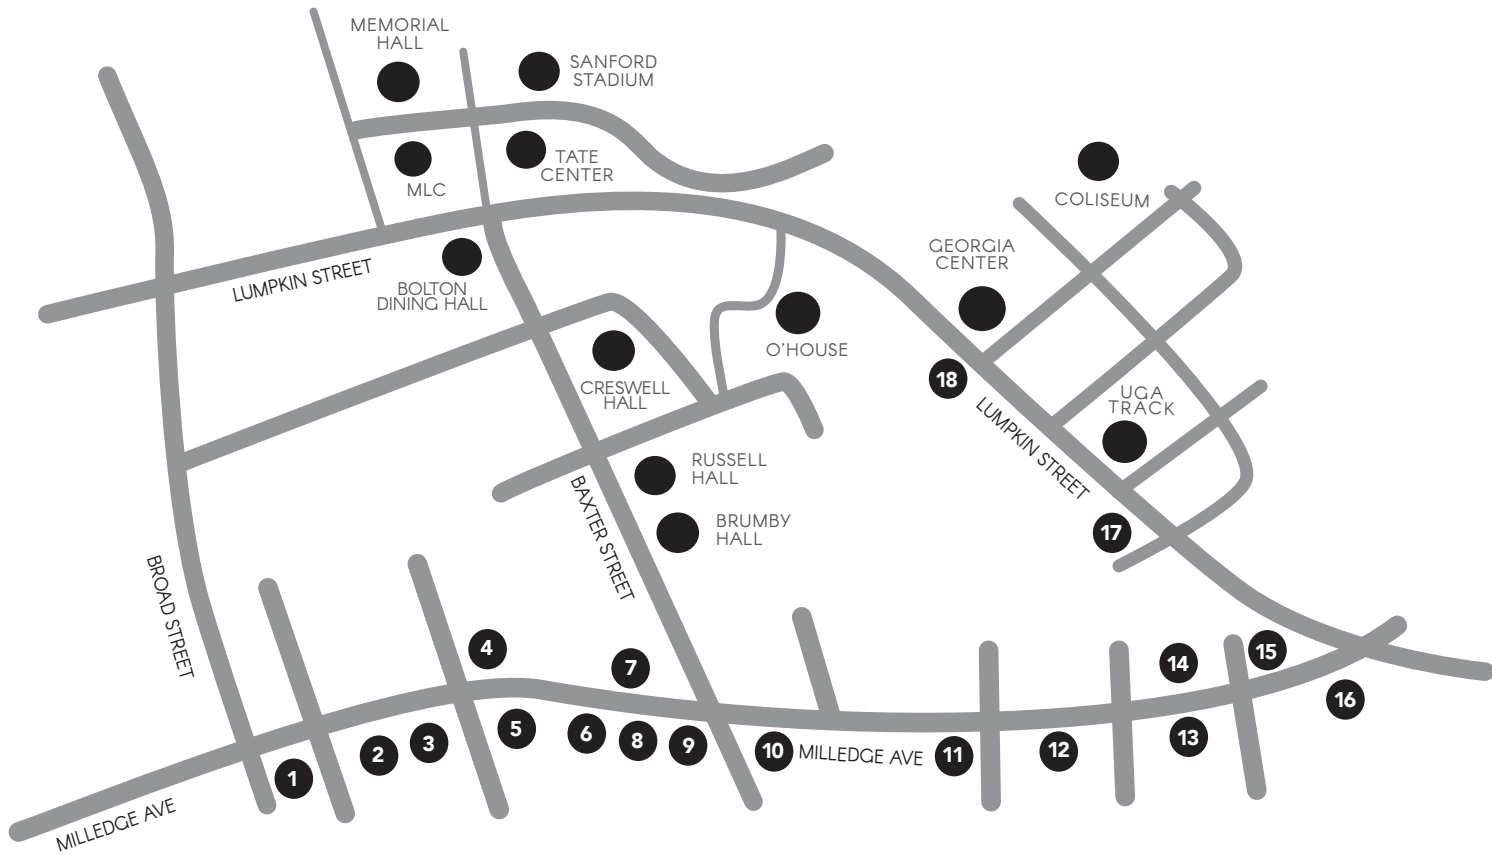 MEMORIAL
HALL
SANFORD
STADIUM
MLC
TATE
CENTER
COLISEUM
LUMPKIN STREET
BOLTON
DINING HALL
GEORGIA
CENTER
O'HOUSE
CRESWELL
HALL
18
UGA
TRACK
LUMPKIN STREET
RUSSELL
HALL
BAXTER STREET
BRUMBY
HALL
17
BROAD STREET
4
7
14
15
16
1
2
3
5
6
8
9
10
MILLEDGE AVE
11
12
13
MILLEDGE AVE